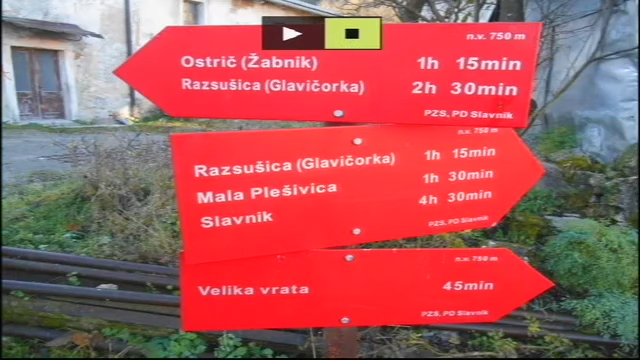 n.v. 750 m
Ostrič (Žabnik) 1h 15min
Razsušica (Glavičorka) 2h 30min
PZS, PD Slavnik
n.v. 750 m
Razsušica (Glavičorka) 1h 15min
Mala Plešivica 1h 30min
Slavnik 4h 30min
PZS, PD Slavnik
n.v. 750 m
Velika vrata 45min
PZS, PD Slavnik